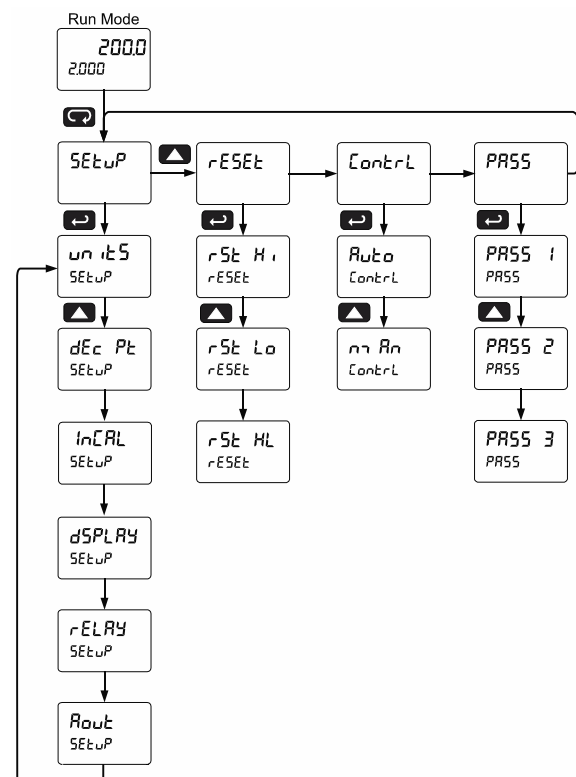 Run Mode
200.0
2.000
SEtuP
rESEt
ContrL
PASS
unitS
SEtuP
rSt Hi
rESEt
Auto
ContrL
PASS 1
PASS
dEc Pt
SEtuP
rSt Lo
rESEt
mAn
ContrL
PASS 2
PASS
InCAL
SEtuP
rSt HL
rESEt
PASS 3
PASS
dSPLAY
SEtuP
rELAY
SEtuP
Aout
SEtuP